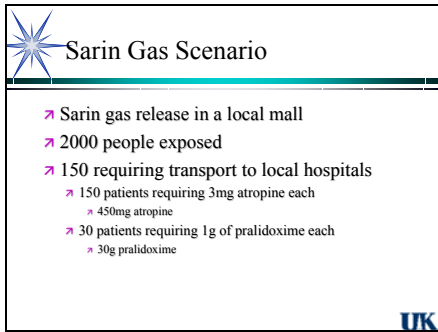 Sarin Gas Scenario
Sarin gas release in a local mall
2000 people exposed
150 requiring transport to local hospitals
150 patients requiring 3mg atropine each
450mg atropine
30 patients requiring 1g of pralidoxime each
30g pralidoxime
UK